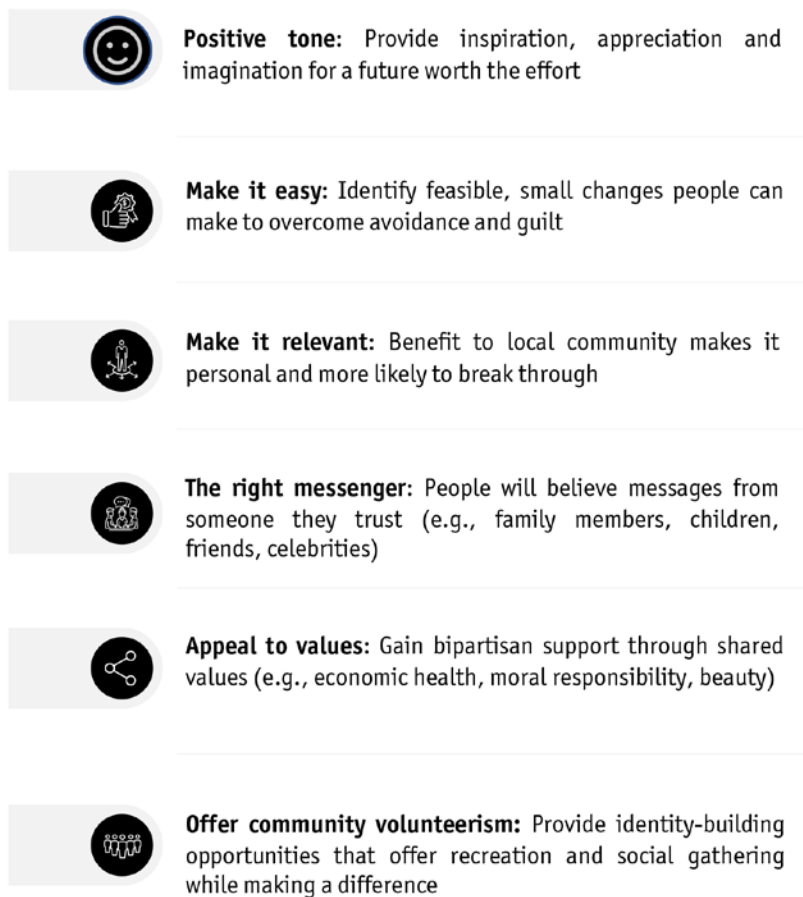 Positive tone: Provide inspiration, appreciation and
imagination for a future worth the effort
Make it easy: Identify feasible, small changes people can
make to overcome avoidance and guilt
Make it relevant: Benefit to local community makes it
personal and more likely to break through
The right messenger: People will believe messages from
someone they trust (e.g., family members, children,
friends, celebrities)
Appeal to values: Gain bipartisan support through shared
values (e.g., economic health, moral responsibility, beauty)
Offer community volunteerism: Provide identity-building
opportunities that offer recreation and social gathering
while making a difference